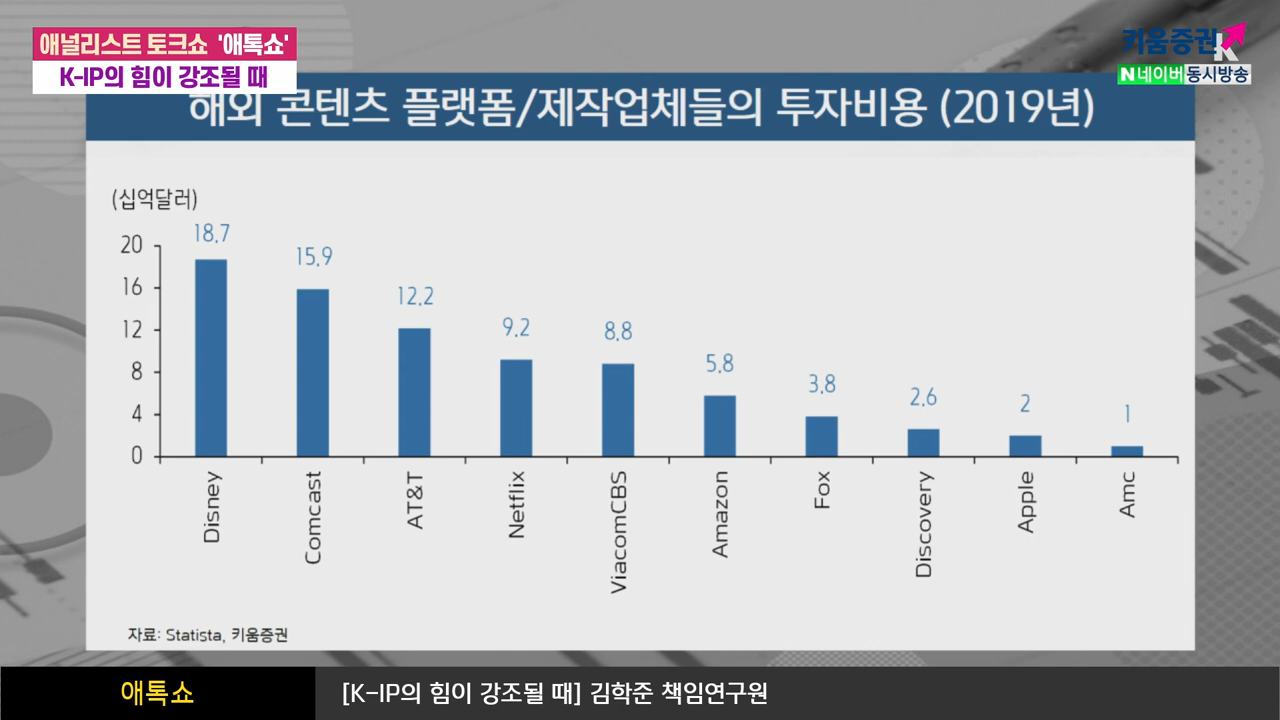 애널리스트 토크쇼 '애톡쇼'
K-IP의 힘이 강조될 때
키움증권
N 네이버 동시방송
해외 콘텐츠 플랫폼/제작업체들의 투자비용 (2019년)
(십억달러)
20
16
12
8
4
0
18.7
15.9
12.2
9.2
8.8
5.8
3.8
2.6
2
1
Disney
Comcast
AT&T
Netflix
ViacomCBS
Amazon
Fox
Discovery
Apple
Amc
자료: Statista, 키움증권
애톡쇼
[K-IP의 힘이 강조될 때] 김학준 책임연구원